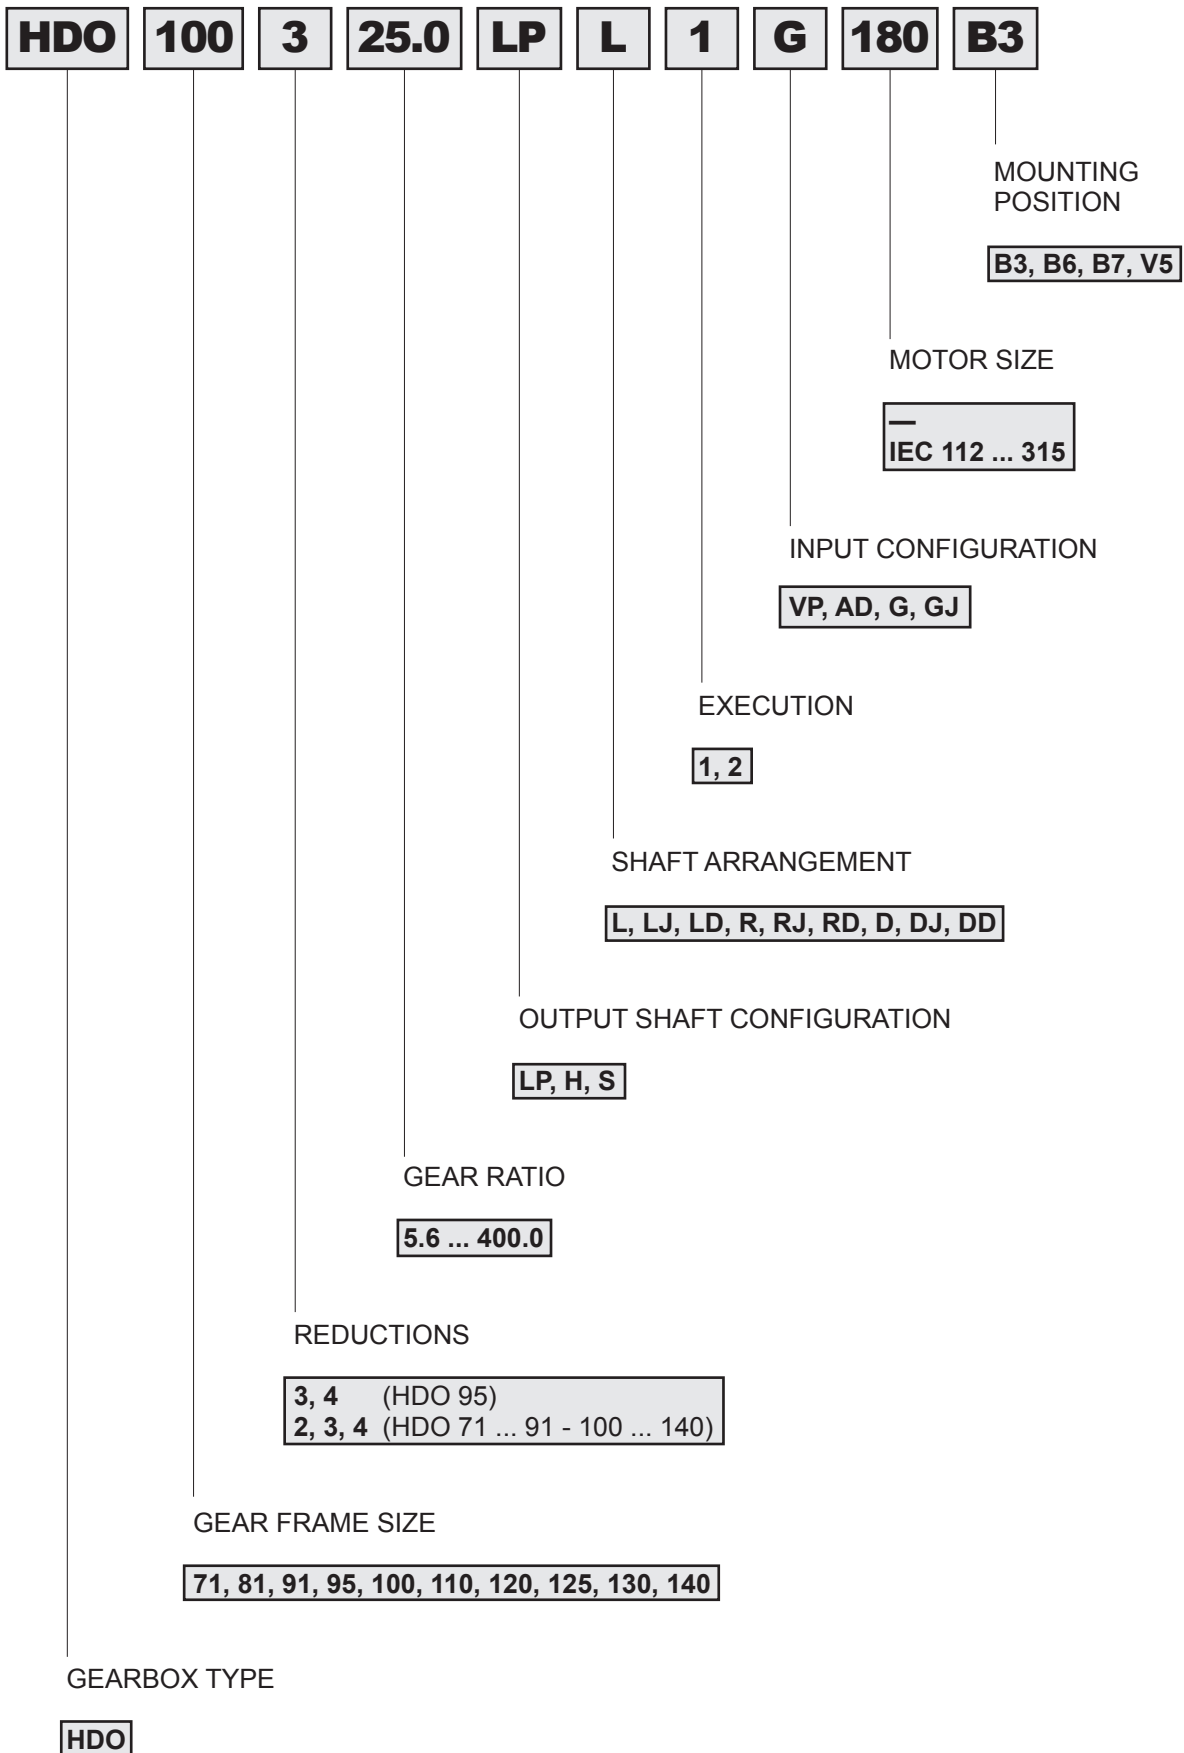 HDO 100 3 25.0 LP L 1 G 180 B3
MOUNTING
POSITION
B3, B6, B7, V5
MOTOR SIZE
—
IEC 112 ... 315
INPUT CONFIGURATION
VP, AD, G, GJ
EXECUTION
1, 2
SHAFT ARRANGEMENT
L, LJ, LD, R, RJ, RD, D, DJ, DD
OUTPUT SHAFT CONFIGURATION
LP, H, S
GEAR RATIO
5.6 ... 400.0
REDUCTIONS
3, 4 (HDO 95)
2, 3, 4 (HDO 71 ... 91 - 100 ... 140)
GEAR FRAME SIZE
71, 81, 91, 95, 100, 110, 120, 125, 130, 140
GEARBOX TYPE
HDO